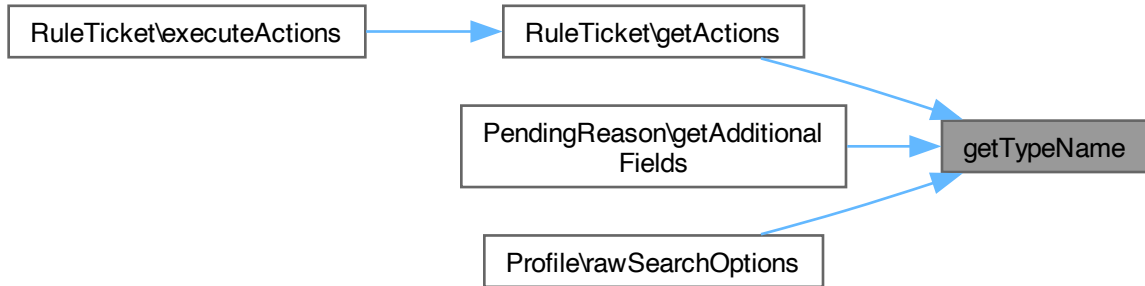 RuleTicket\executeActions
RuleTicket\getActions
PendingReason\getAdditional
Fields
getTypeName
Profile\rawSearchOptions